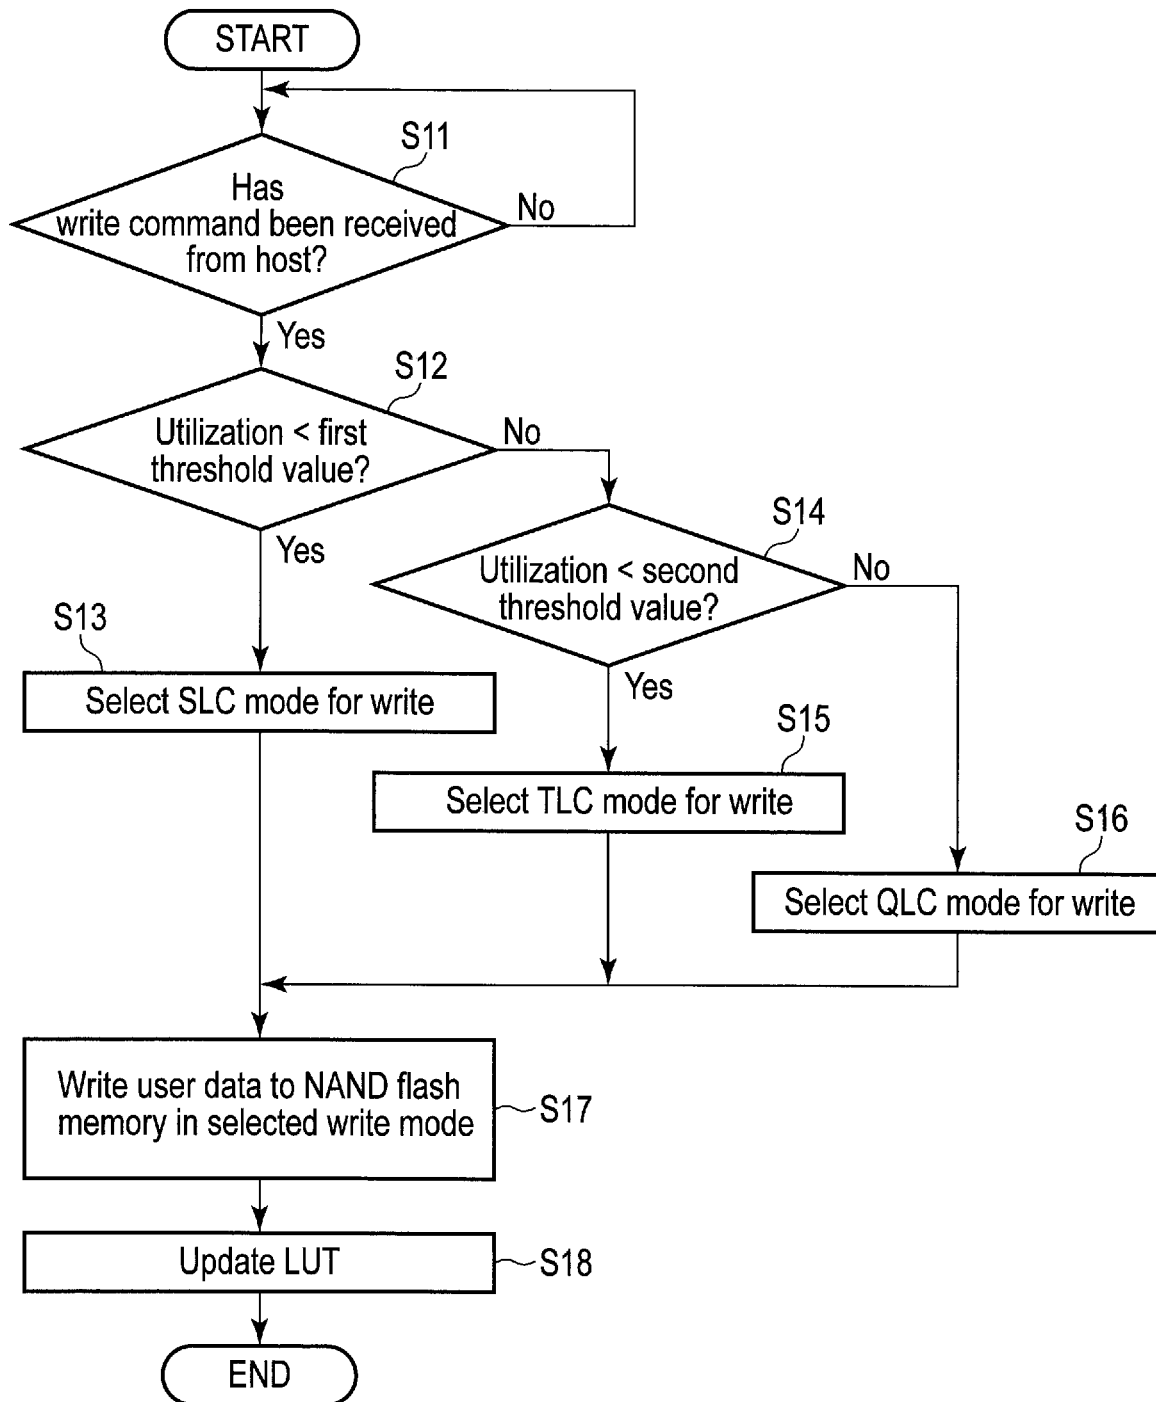 START
S11
Has
write command been received
from host?
No
Yes
S12
Utilization < first
threshold value?
No
Yes
S14
Utilization < second
threshold value?
No
Yes
S13
Select SLC mode for write
S15
Select TLC mode for write
S16
Select QLC mode for write
Write user data to NAND flash
memory in selected write mode
S17
Update LUT
S18
END